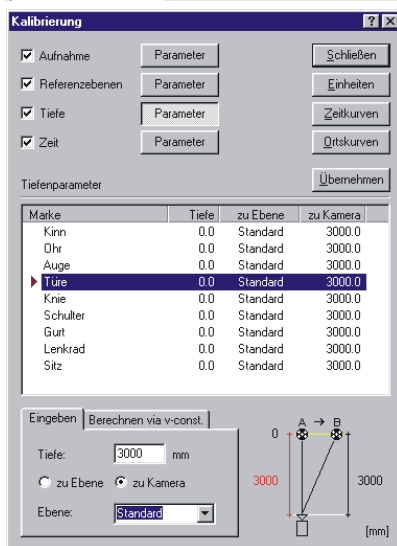 Kalibrierung
Aufnahme Parameter Schließen
Referenzebenen Parameter Einheiten
Tiefe Parameter Zeitkurven
Zeit Parameter Ortskurven
Tiefenparameter Übernehmen
Marke Tiefe zu Ebene zu Kamera
Kinn 0.0 Standard 3000.0
Ohr 0.0 Standard 3000.0
Auge 0.0 Standard 3000.0
Türe 0.0 Standard 3000.0
Knie 0.0 Standard 3000.0
Schulter 0.0 Standard 3000.0
Gurt 0.0 Standard 3000.0
Lenkrad 0.0 Standard 3000.0
Sitz 0.0 Standard 3000.0
Eingeben Berechnen via v-const.
Tiefe: 3000 mm
zu Ebene zu Kamera
Ebene: Standard
A → B
0
3000 3000
[mm]